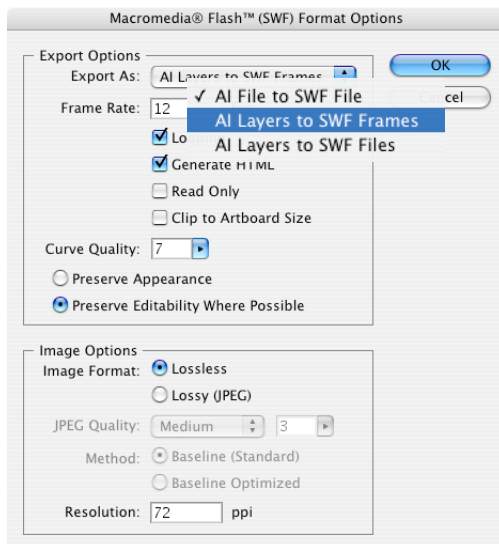 Macromedia® Flash™ (SWF) Format Options
Export Options
Export As: AI Layers to SWF Frames
OK
✓ AI File to SWF File
cel
Frame Rate: 12
AI Layers to SWF Frames
Lo
AI Layers to SWF Files
Generate HTML
Read Only
Clip to Artboard Size
Curve Quality: 7
Preserve Appearance
Preserve Editability Where Possible
Image Options
Image Format: Lossless
Lossy (JPEG)
JPEG Quality: Medium 3
Method: Baseline (Standard)
Baseline Optimized
Resolution: 72 ppi